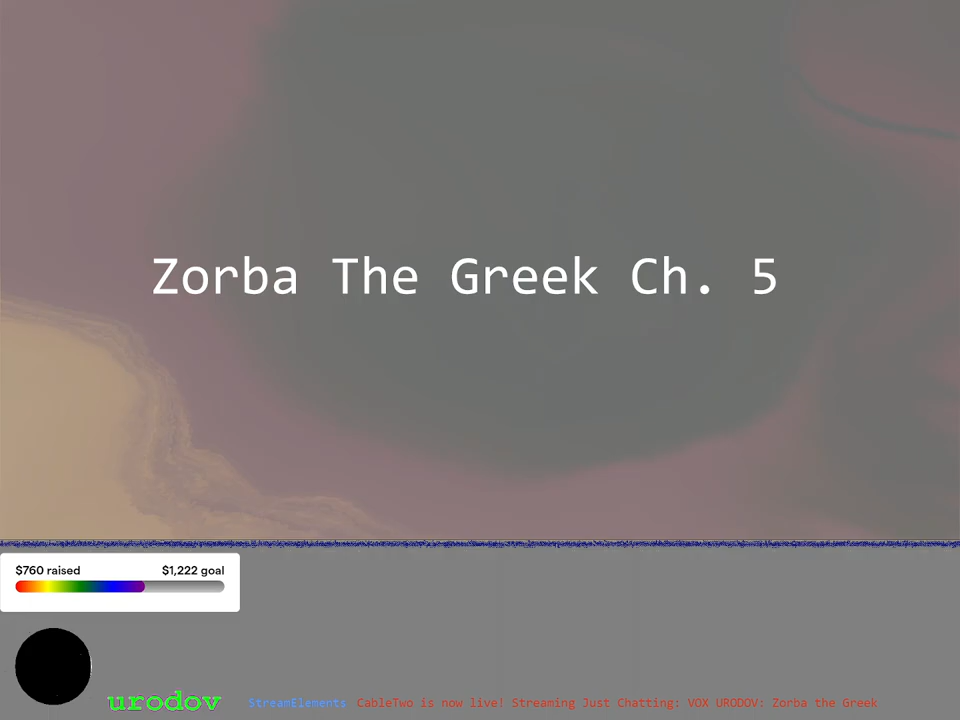 Zorba The Greek Ch. 5
$760 raised $1,222 goal
urodov
StreamElements CableTwo is now live! Streaming Just Chatting: VOX URODOV: Zorba the Greek